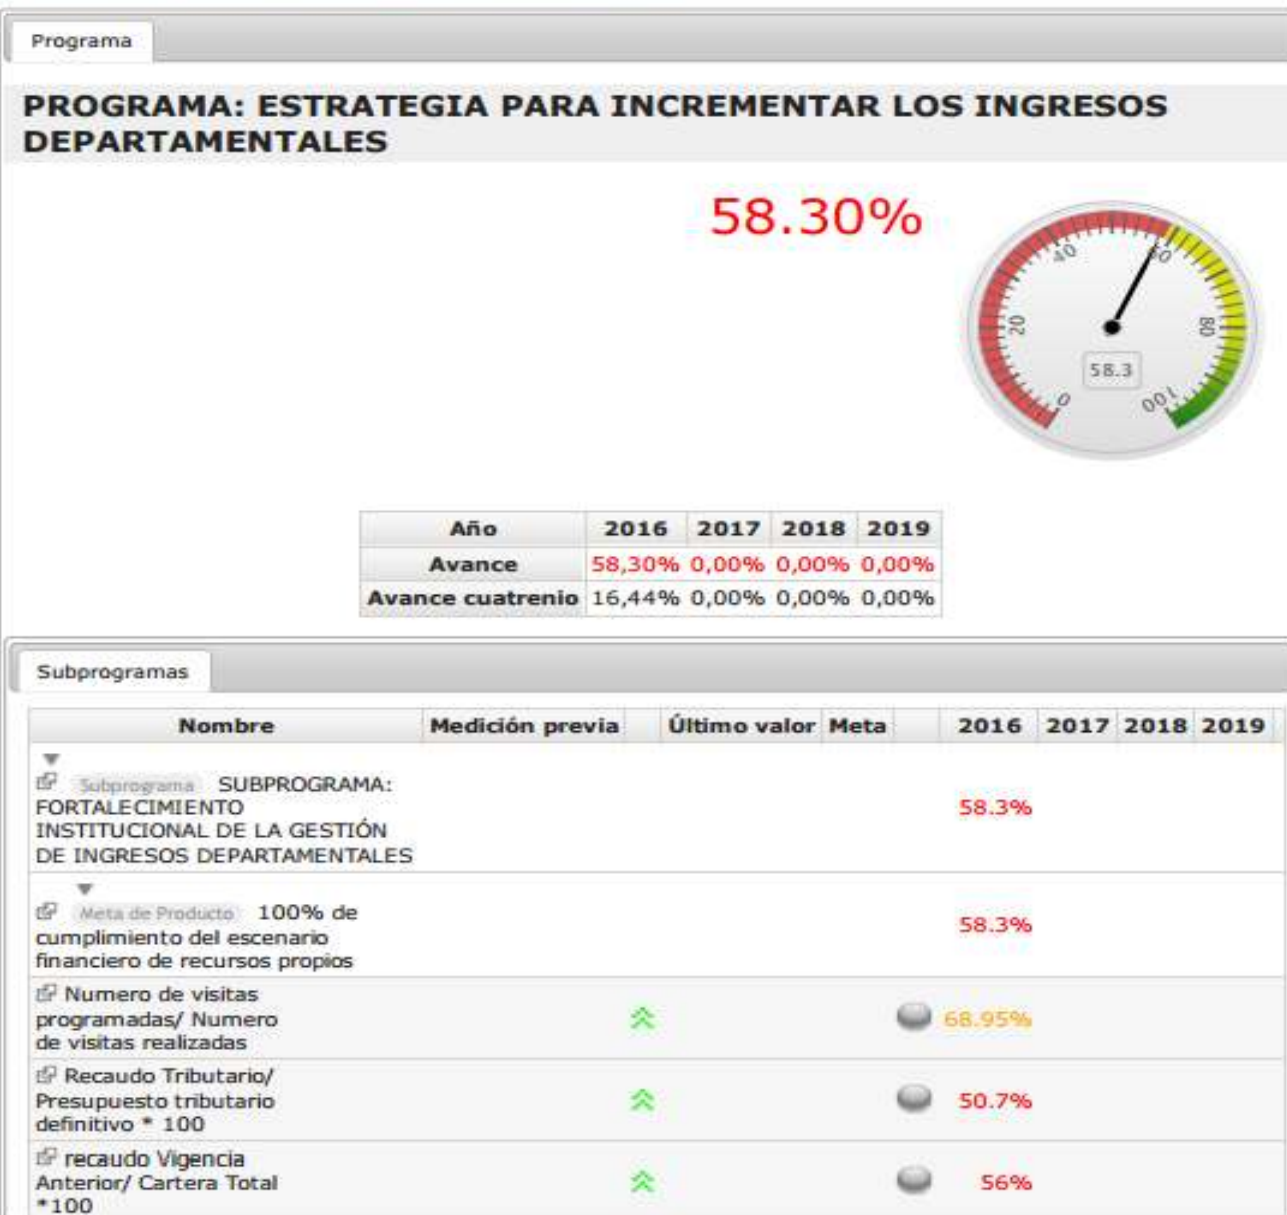 Programa
PROGRAMA: ESTRATEGIA PARA INCREMENTAR LOS INGRESOS
DEPARTAMENTALES
58.30%
0
20
40
60
80
100
58.3
Año 2016 2017 2018 2019
Avance 58,30% 0,00% 0,00% 0,00%
Avance cuatrenio 16,44% 0,00% 0,00% 0,00%
Subprogramas
Nombre Medición previa Último valor Meta 2016 2017 2018 2019
Subprograma SUBPROGRAMA:
FORTALECIMIENTO
INSTITUCIONAL DE LA GESTIÓN
DE INGRESOS DEPARTAMENTALES
58.3%
Meta de Producto 100% de
cumplimiento del escenario
financiero de recursos propios
58.3%
Numero de visitas
programadas/ Numero
de visitas realizadas
68.95%
Recaudo Tributario/
Presupuesto tributario
definitivo * 100
50.7%
recaudo Vigencia
Anterior/ Cartera Total
*100
56%